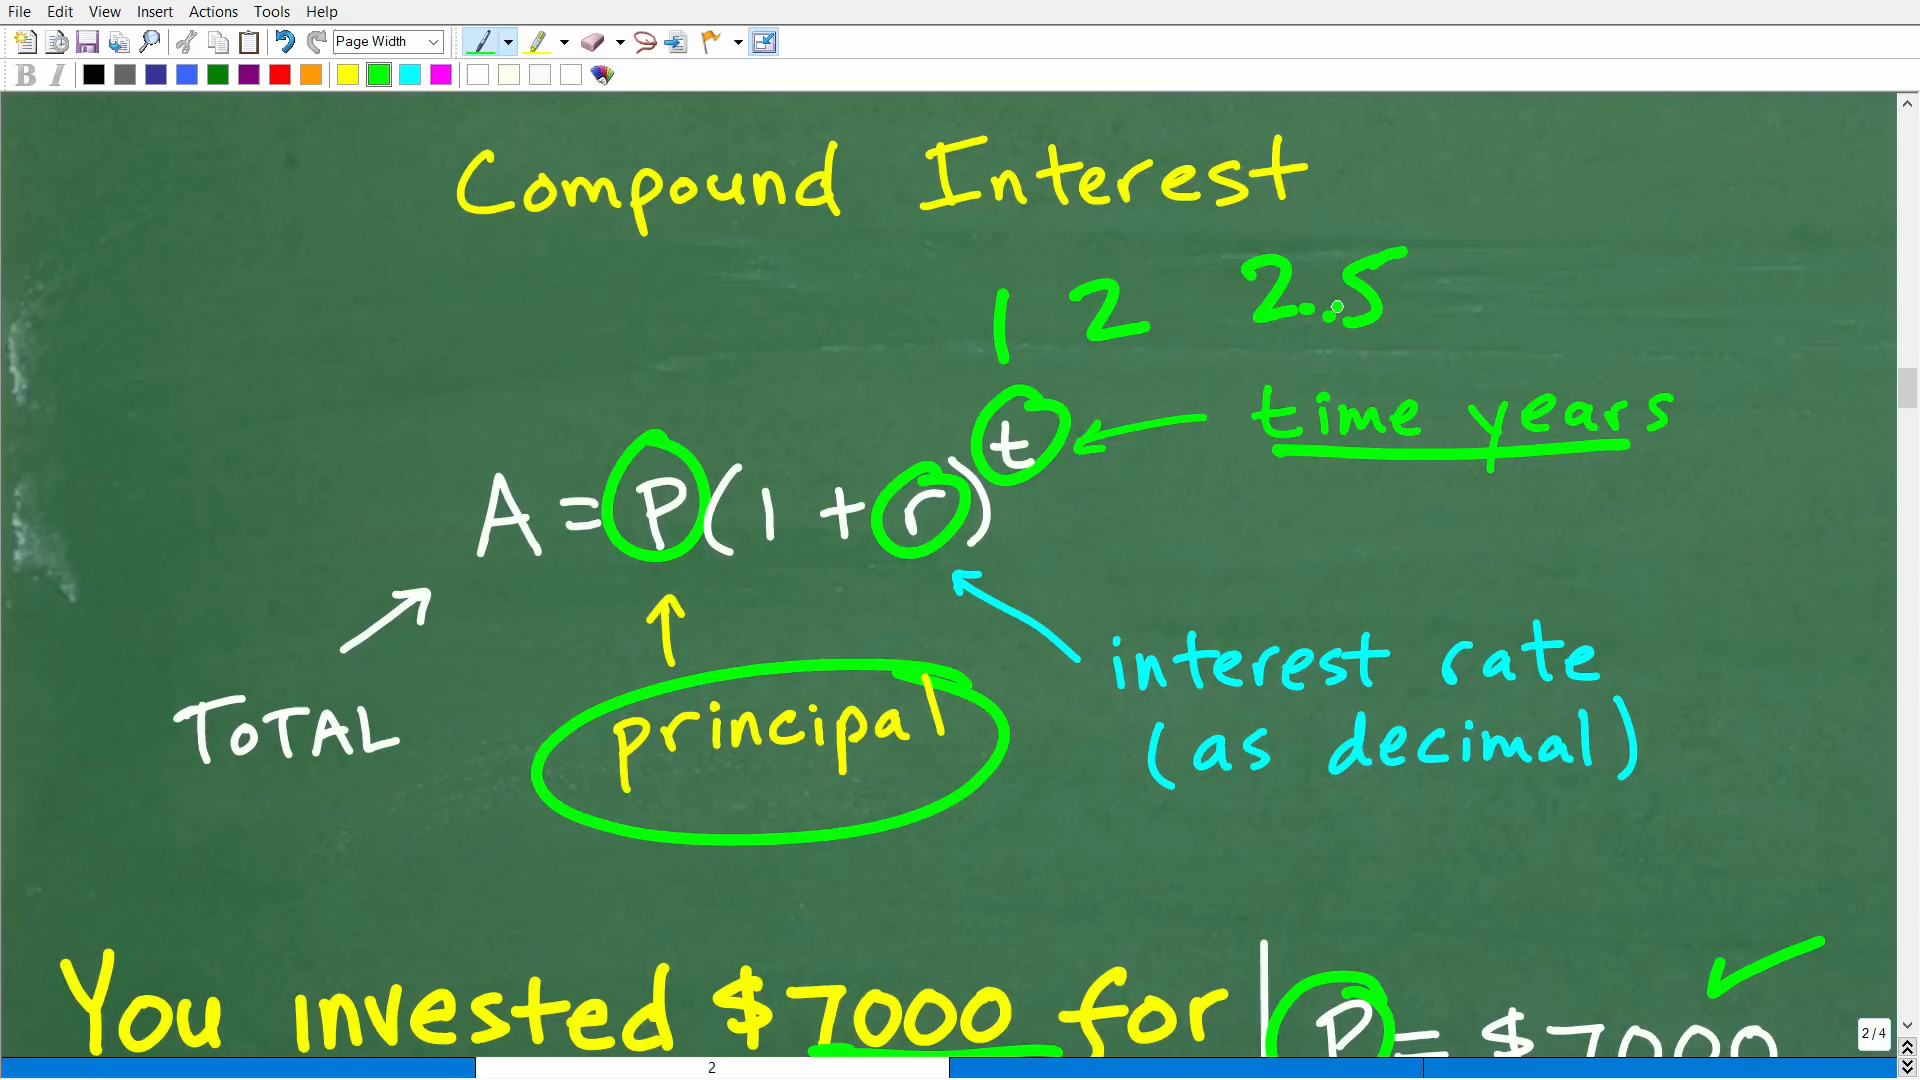 File Edit View Insert Actions Tools Help
Page Width
B I
Compound Interest
1 2 2.5
time years
A = P(1 + r)^t
TOTAL
principal
interest rate
(as decimal)
You invested $7000 for
P = $7000
2 / 4
2